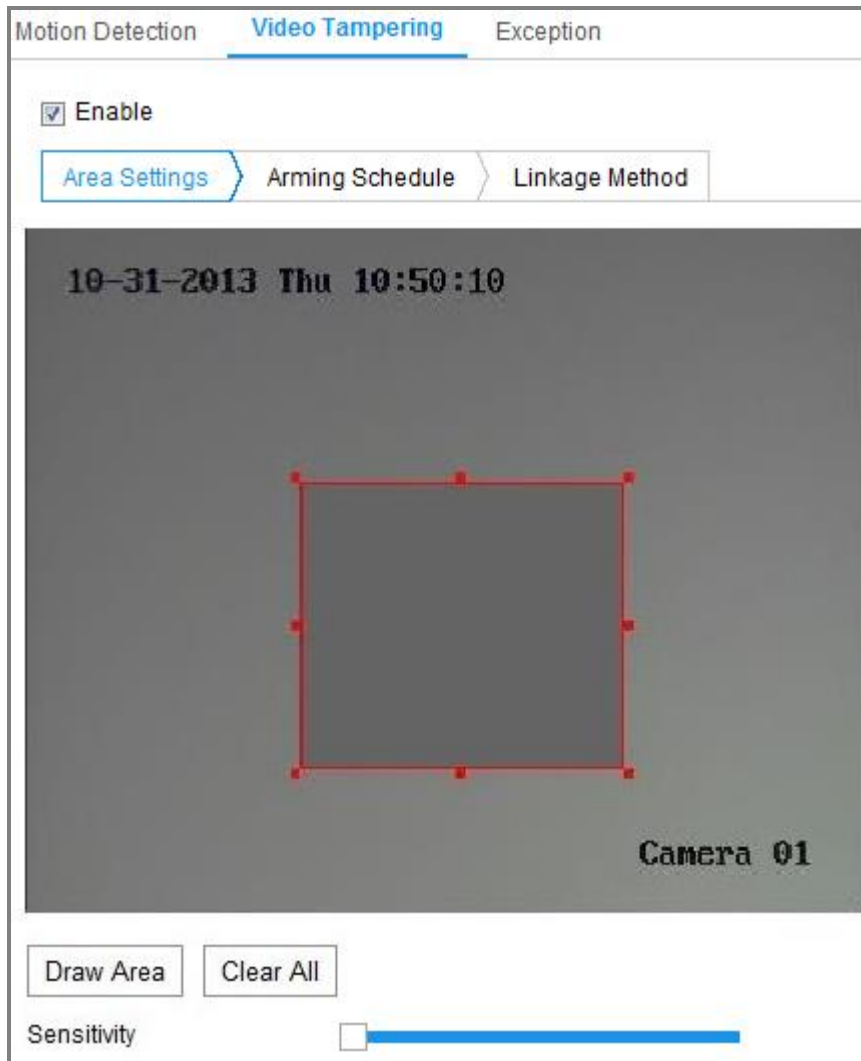 Motion Detection Video Tampering Exception
Enable
Area Settings Arming Schedule Linkage Method
10-31-2013 Thu 10:50:10
Camera 01
Draw Area Clear All
Sensitivity